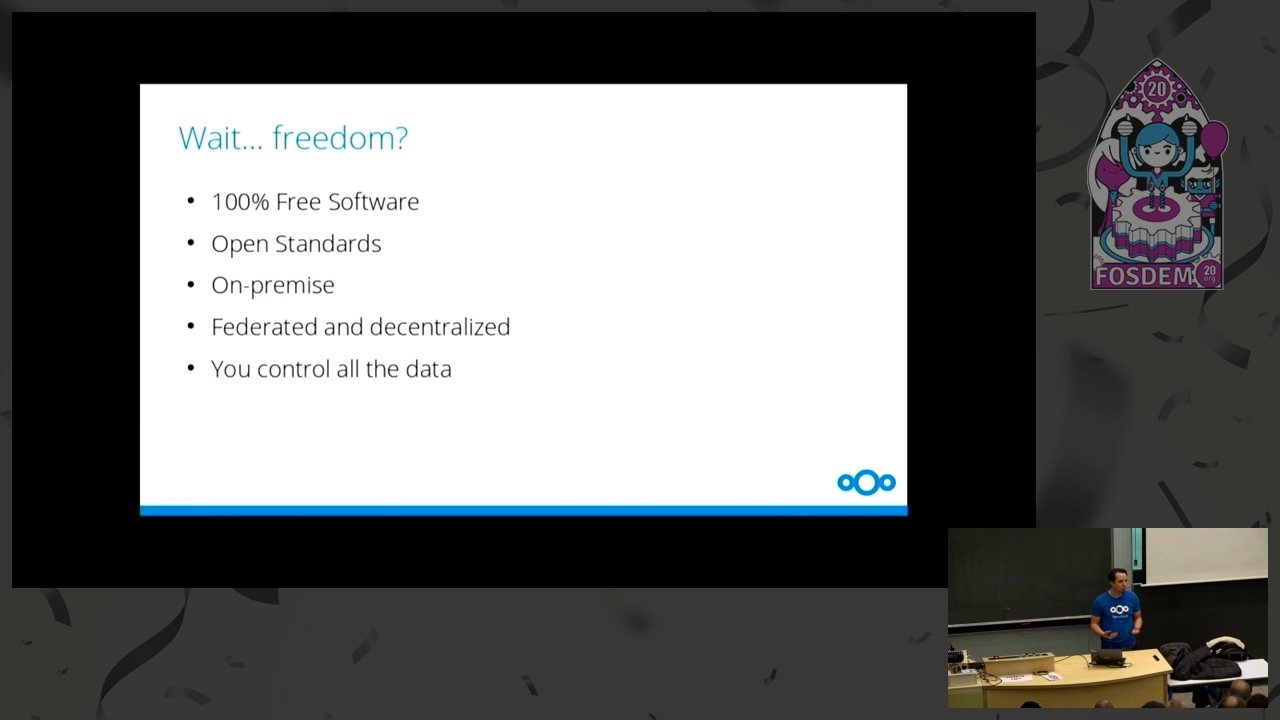 Wait... freedom?
• 100% Free Software
• Open Standards
• On-premise
• Federated and decentralized
• You control all the data
20
FOSDEM
20
.org